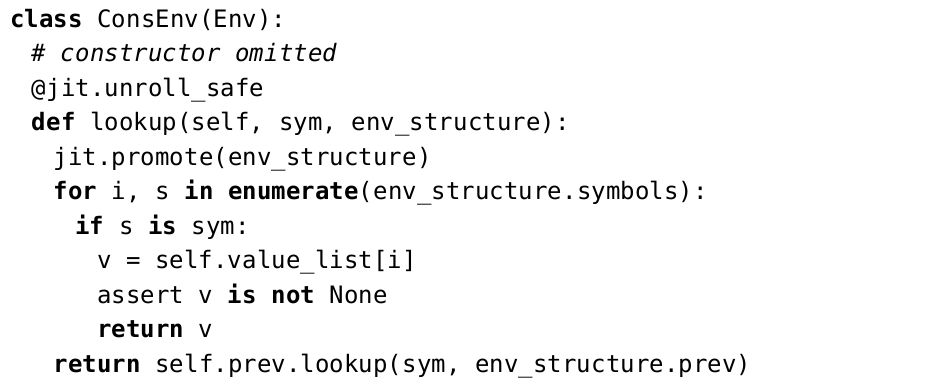 class ConsEnv(Env):
# constructor omitted
@jit.unroll_safe
def lookup(self, sym, env_structure):
jit.promote(env_structure)
for i, s in enumerate(env_structure.symbols):
if s is sym:
v = self.value_list[i]
assert v is not None
return v
return self.prev.lookup(sym, env_structure.prev)